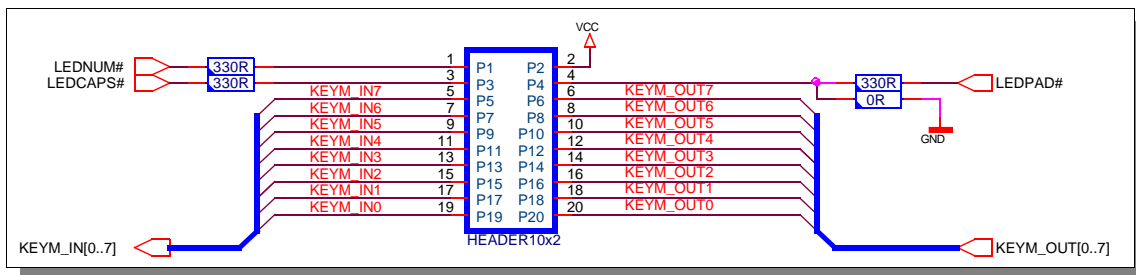 VCC
LEDNUM# 330R 1 P1 P2 2
LEDCAPS# 330R 3 P3 P4 4 330R LEDPAD#
KEYM_IN7 5 P5 P6 6 KEYM_OUT7 0R
KEYM_IN6 7 P7 P8 8 KEYM_OUT6
KEYM_IN5 9 P9 P10 10 KEYM_OUT5
GND
KEYM_IN4 11 P11 P12 12 KEYM_OUT4
KEYM_IN3 13 P13 P14 14 KEYM_OUT3
KEYM_IN2 15 P15 P16 16 KEYM_OUT2
KEYM_IN1 17 P17 P18 18 KEYM_OUT1
KEYM_IN0 19 P19 P20 20 KEYM_OUT0
HEADER10x2
KEYM_IN[0..7] KEYM_OUT[0..7]